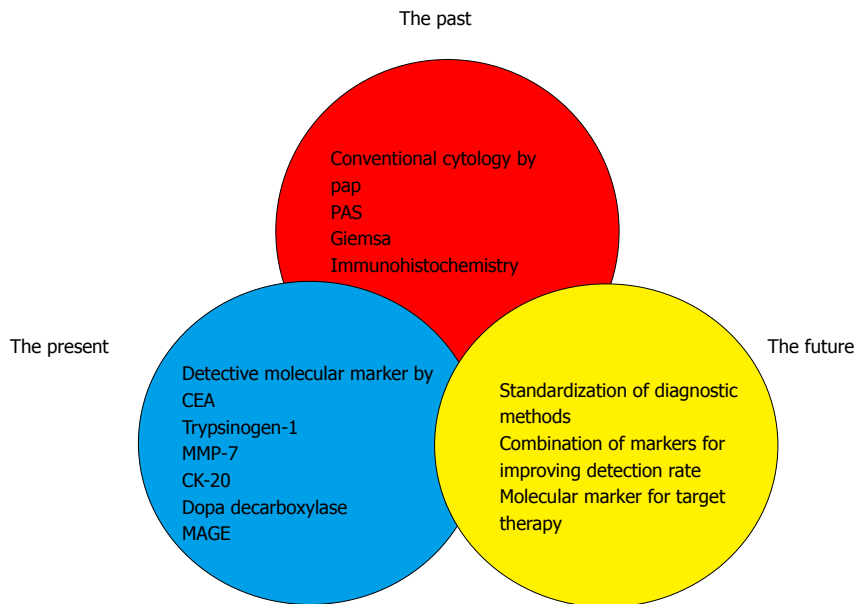 The past
Conventional cytology by
pap
PAS
Giemsa
Immunohistochemistry
The present
Detective molecular marker by
CEA
Trypsinogen-1
MMP-7
CK-20
Dopa decarboxylase
MAGE
The future
Standardization of diagnostic
methods
Combination of markers for
improving detection rate
Molecular marker for target
therapy